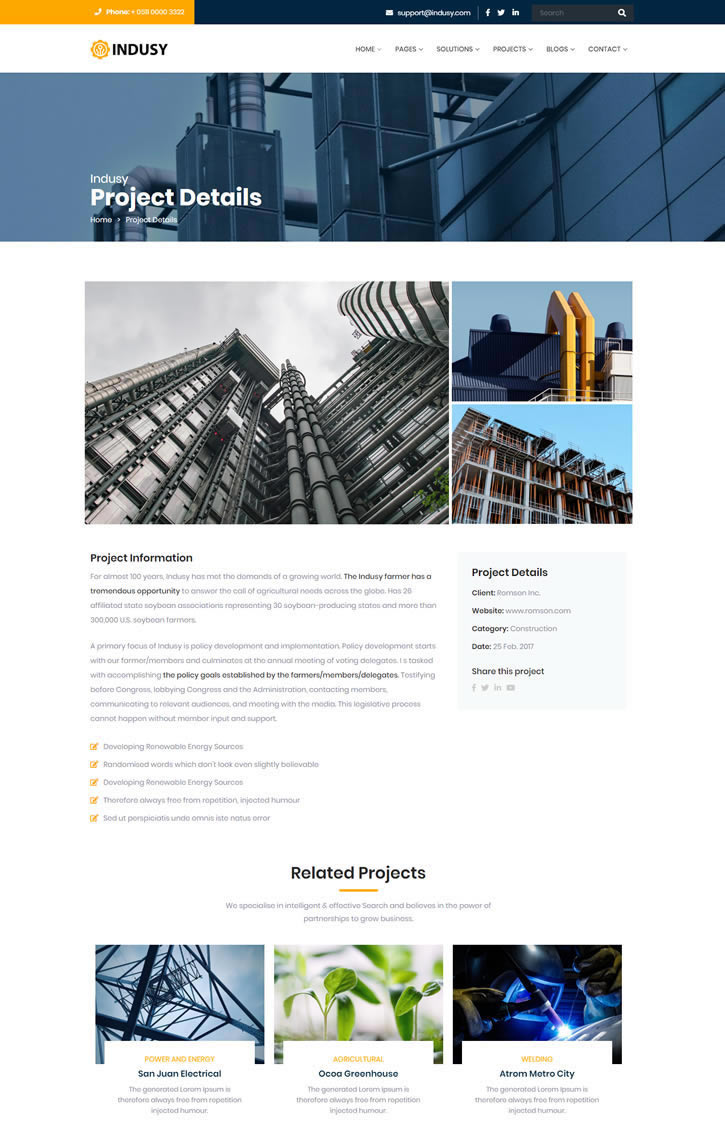 Phone: + 058 0000 3322
support@indusy.com
Search
INDUSY
HOME
PAGES
SOLUTIONS
PROJECTS
BLOGS
CONTACT
Indusy
Project Details
Home > Project Details
Project Information
For almost 100 years, Indusy has met the demands of a growing world. The Indusy farmer has a
tremendous opportunity to answer the call of agricultural needs across the globe. Has 26
affiliated state soybean associations representing 30 soybean-producing states and more than
300,000 U.S. soybean farmers.
A primary focus of Indusy is policy development and implementation. Policy development starts
with our farmer/members and culminates at the annual meeting of voting delegates. I s tasked
with accomplishing the policy goals established by the farmers/members/delegates. Testifying
before Congress, lobbying Congress and the Administration, contacting members,
communicating to relevant audiences, and meeting with the media. This legislative process
cannot happen without member input and support.
Developing Renewable Energy Sources
Randomised words which don't look even slightly believable
Developing Renewable Energy Sources
Therefore always free from repetition, injected humour
Sed ut perspiciatis unde omnis iste natus error
Project Details
Client: Romson Inc.
Website: www.romson.com
Category: Construction
Date: 25 Feb. 2017
Share this project
Related Projects
We specialise in intelligent & effective Search and believes in the power of
partnerships to grow business.
POWER AND ENERGY
San Juan Electrical
The generated Lorem Ipsum is
therefore always free from repetition
injected humour.
AGRICULTURAL
Ocoa Greenhouse
The generated Lorem Ipsum is
therefore always free from repetition
injected humour.
WELDING
Atrom Metro City
The generated Lorem Ipsum is
therefore always free from repetition
injected humour.